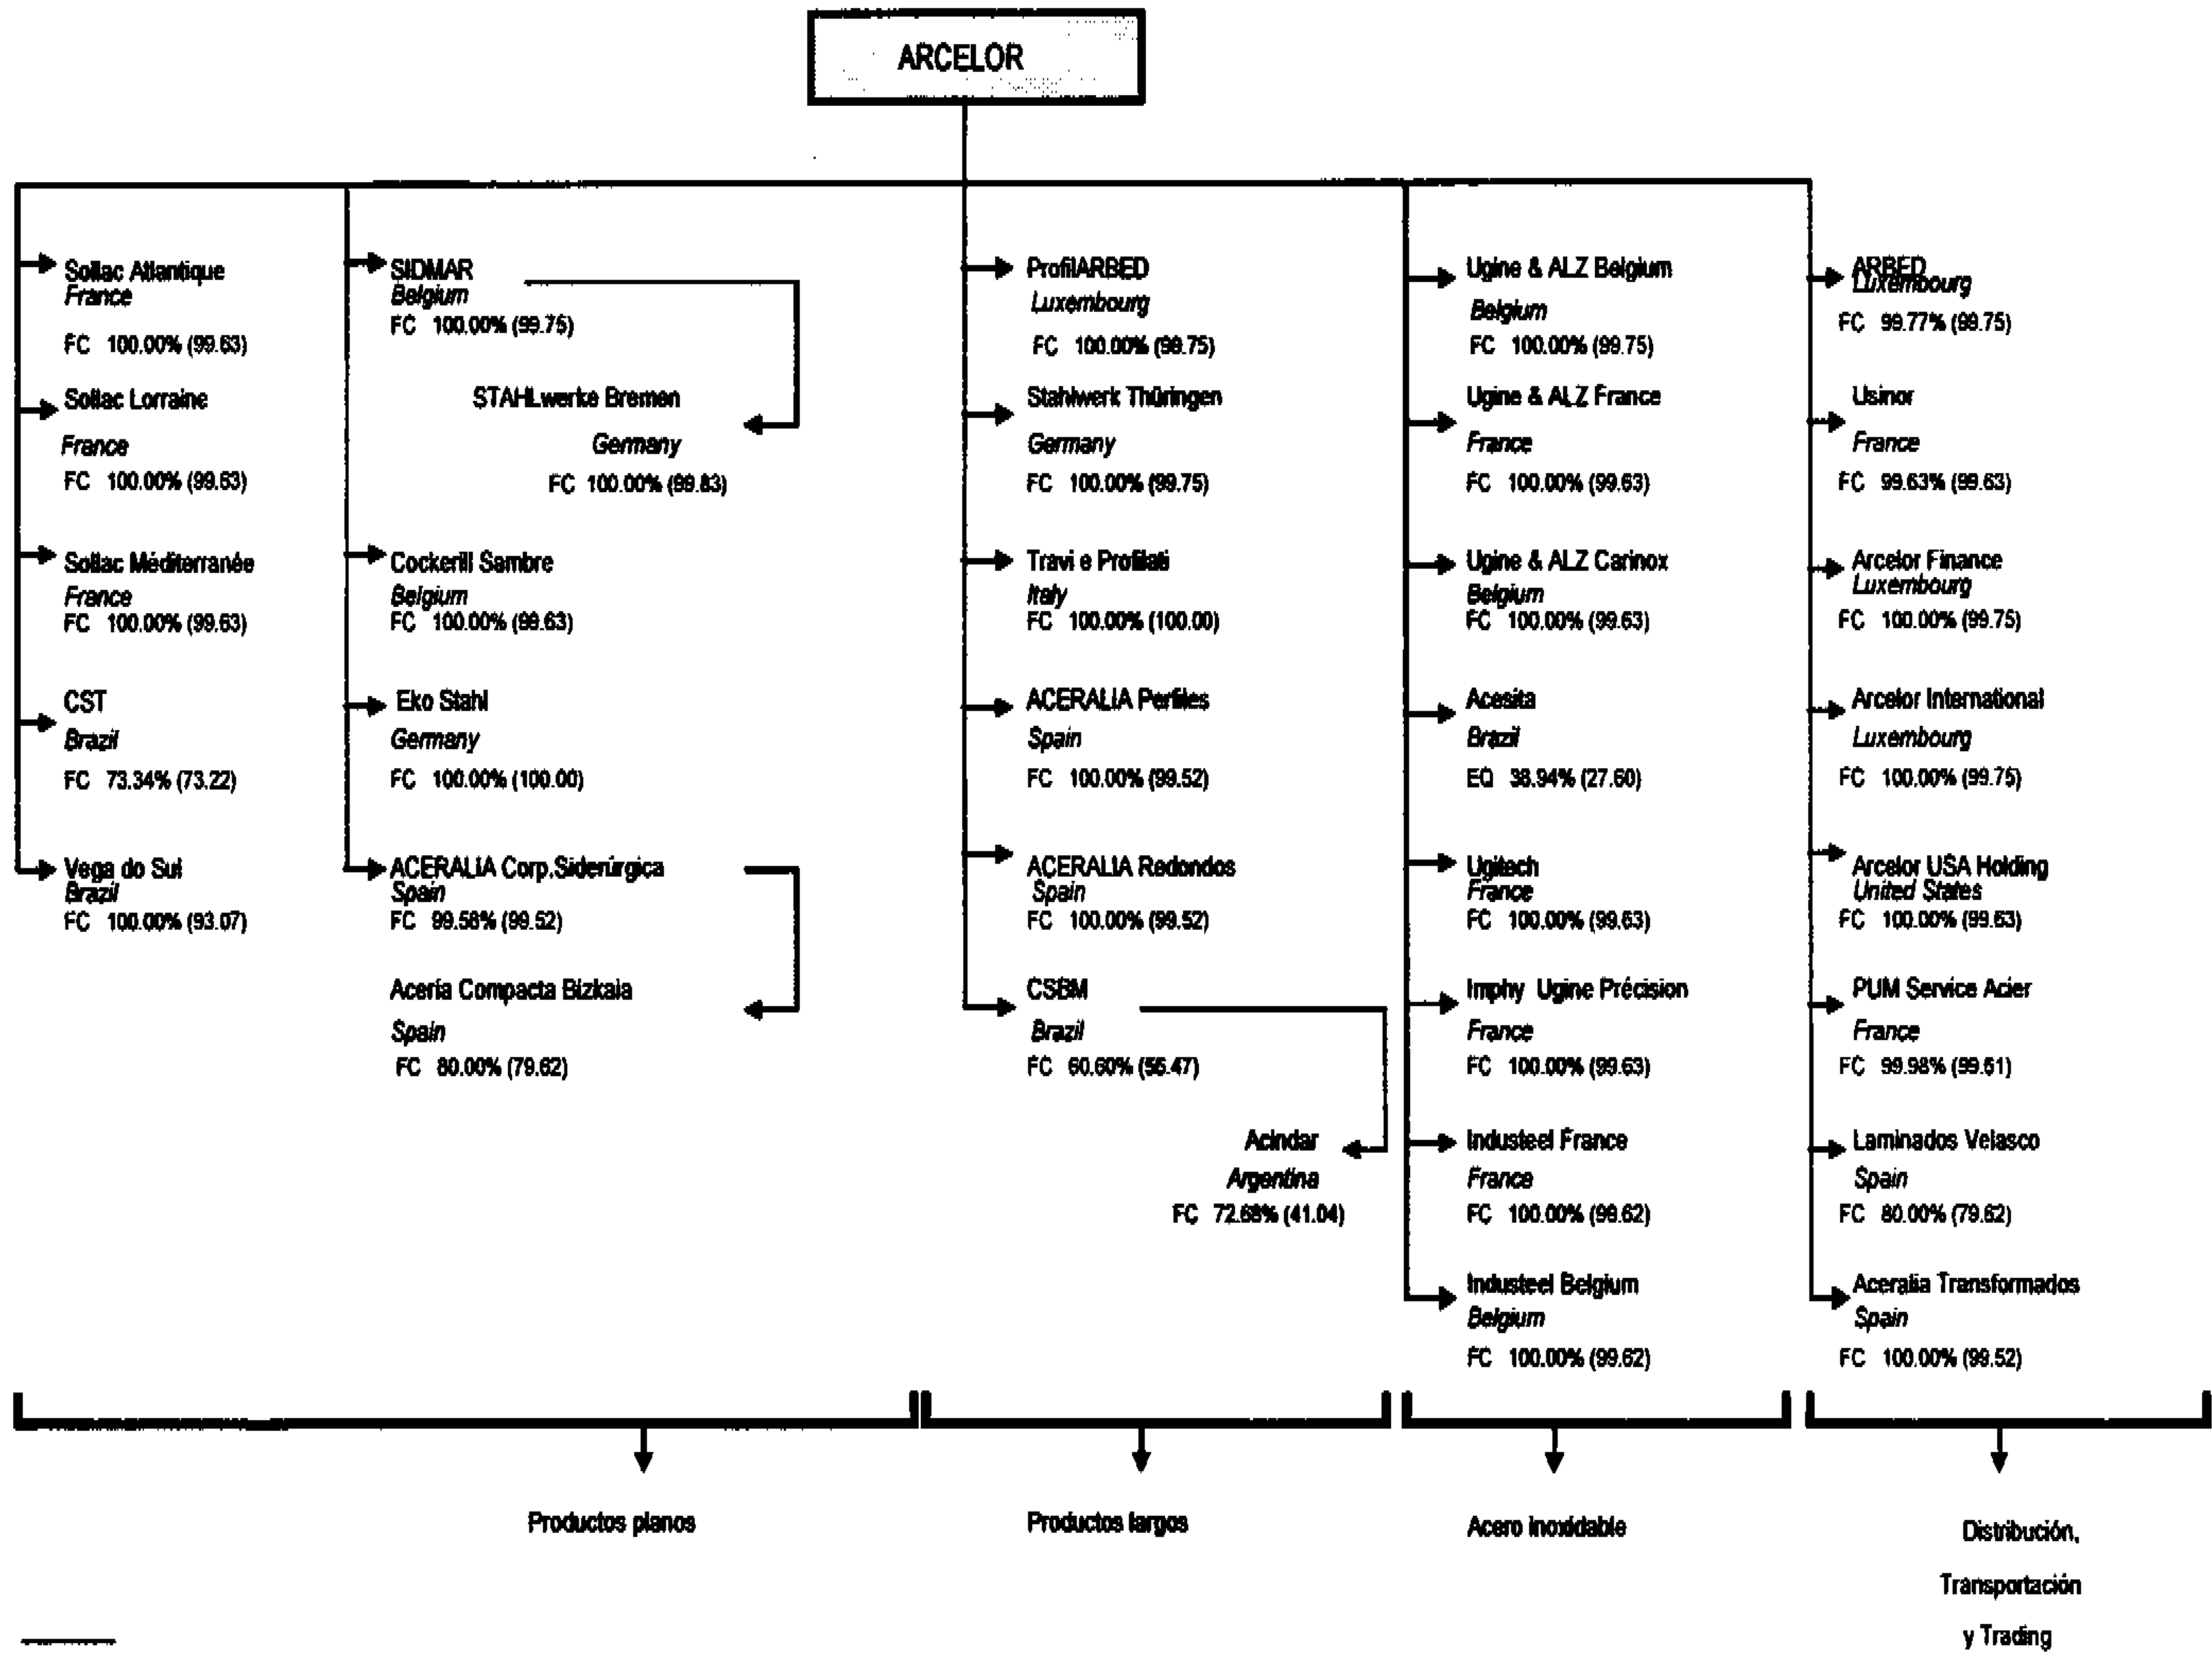 ARCELOR
Sollac Atlantique
France
FC 100.00% (99.63)
Sollac Lorraine
France
FC 100.00% (99.63)
Sollac Méditerranée
France
FC 100.00% (99.63)
CST
Brazil
FC 73.34% (73.22)
Vega do Sul
Brazil
FC 100.00% (93.07)
SIDMAR
Belgium
FC 100.00% (99.75)
STAHLwerke Bremen
Germany
FC 100.00% (99.83)
Cockerill Sambre
Belgium
FC 100.00% (99.63)
Eko Stahl
Germany
FC 100.00% (100.00)
ACERALIA Corp.Siderúrgica
Spain
FC 99.58% (99.52)
Acería Compacta Bizkaia
Spain
FC 80.00% (79.62)
ProfilARBED
Luxembourg
FC 100.00% (99.75)
Stahlwerk Thüringen
Germany
FC 100.00% (99.75)
Travi e Profilati
Italy
FC 100.00% (100.00)
ACERALIA Perfiles
Spain
FC 100.00% (99.52)
ACERALIA Redondos
Spain
FC 100.00% (99.52)
CSBM
Brazil
FC 60.60% (55.47)
Acindar
Argentina
FC 72.68% (41.04)
Ugine & ALZ Belgium
Belgium
FC 100.00% (99.75)
Ugine & ALZ France
France
FC 100.00% (99.63)
Ugine & ALZ Carinox
Belgium
FC 100.00% (99.63)
Acesita
Brazil
EQ 38.94% (27.60)
Ugitech
France
FC 100.00% (99.63)
Imphy Ugine Précision
France
FC 100.00% (99.63)
Industeel France
France
FC 100.00% (99.62)
Industeel Belgium
Belgium
FC 100.00% (99.62)
ARBED
Luxembourg
FC 99.77% (99.75)
Usinor
France
FC 99.63% (99.63)
Arcelor Finance
Luxembourg
FC 100.00% (99.75)
Arcelor International
Luxembourg
FC 100.00% (99.75)
Arcelor USA Holding
United States
FC 100.00% (99.63)
PUM Service Acier
France
FC 99.98% (99.61)
Laminados Velasco
Spain
FC 80.00% (79.62)
Aceralia Transformados
Spain
FC 100.00% (99.52)
Productos planos
Productos largos
Acero inoxidable
Distribución,
Transportación
y Trading